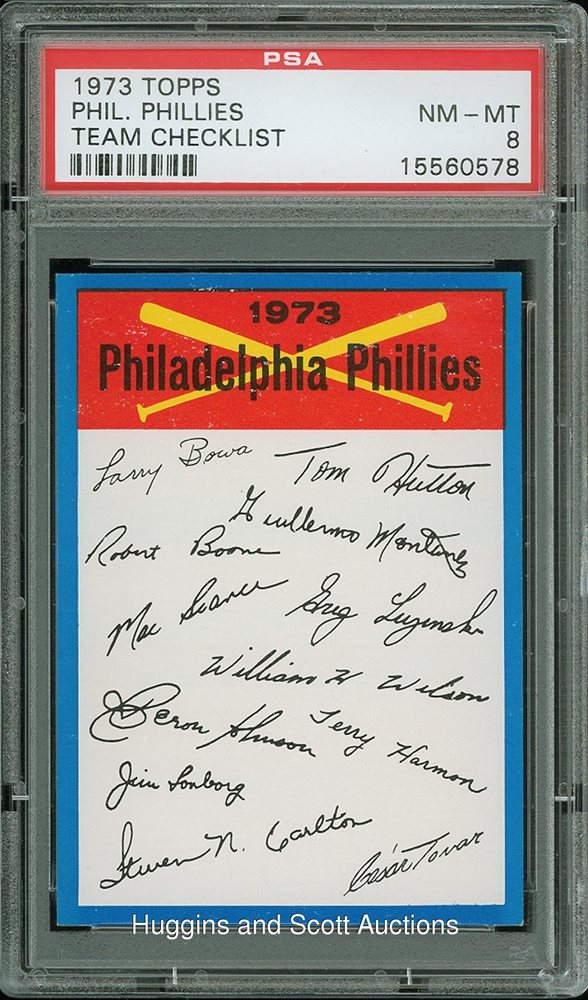 PSA
1973 TOPPS
PHIL. PHILLIES NM – MT
TEAM CHECKLIST 8
15560578
1973
Philadelphia Phillies
Larry Bowa Tom Hutton
Guillermo Montanez
Robert Boone
Mac Scarce Greg Luzinski
William H Wilson
Deron Johnson Terry Harmon
Jim Lonborg
Steven N. Carlton César Tovar
Huggins and Scott Auctions